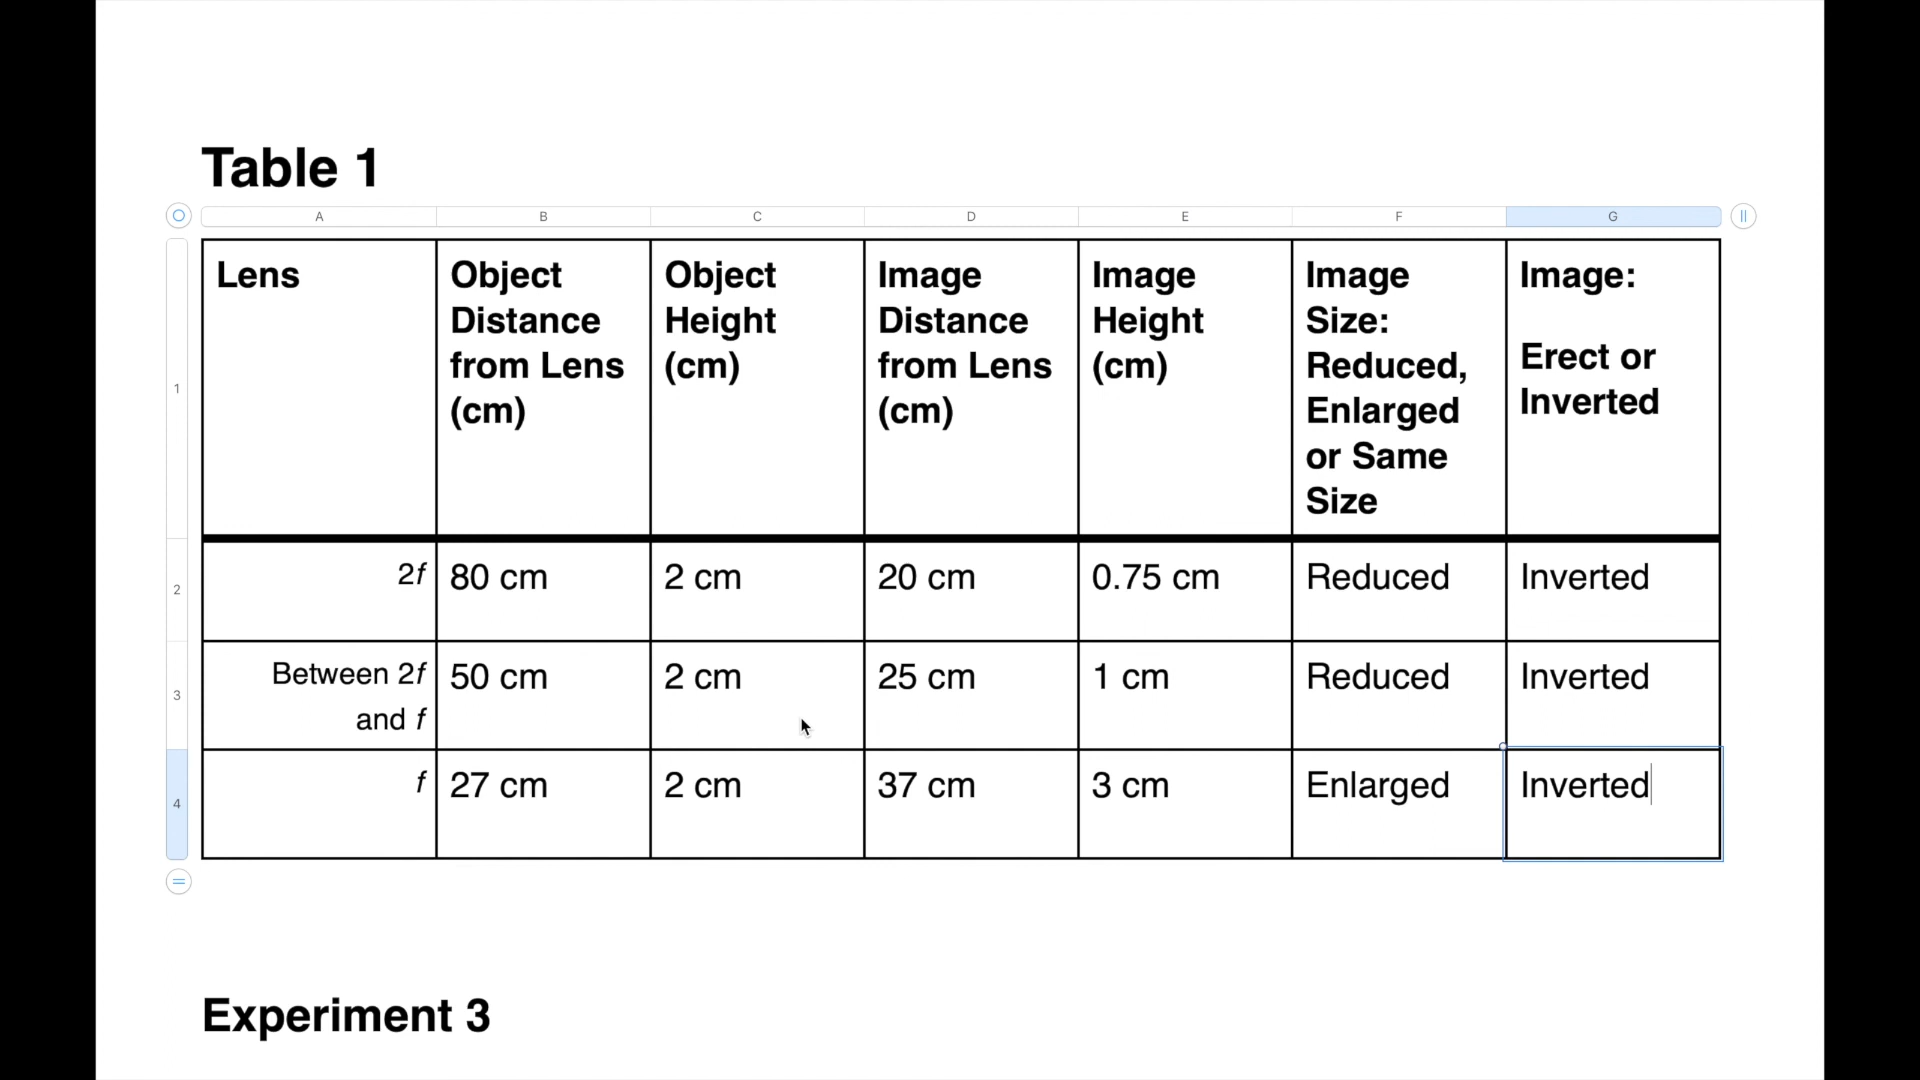 Table 1
A B C D E F G
1
Lens
Object
Distance
from Lens
(cm)
Object
Height
(cm)
Image
Distance
from Lens
(cm)
Image
Height
(cm)
Image
Size:
Reduced,
Enlarged
or Same
Size
Image:
Erect or
Inverted
2
2f 80 cm 2 cm 20 cm 0.75 cm Reduced Inverted
3
Between 2f
and f
50 cm 2 cm 25 cm 1 cm Reduced Inverted
4
f 27 cm 2 cm 37 cm 3 cm Enlarged Inverted
Experiment 3